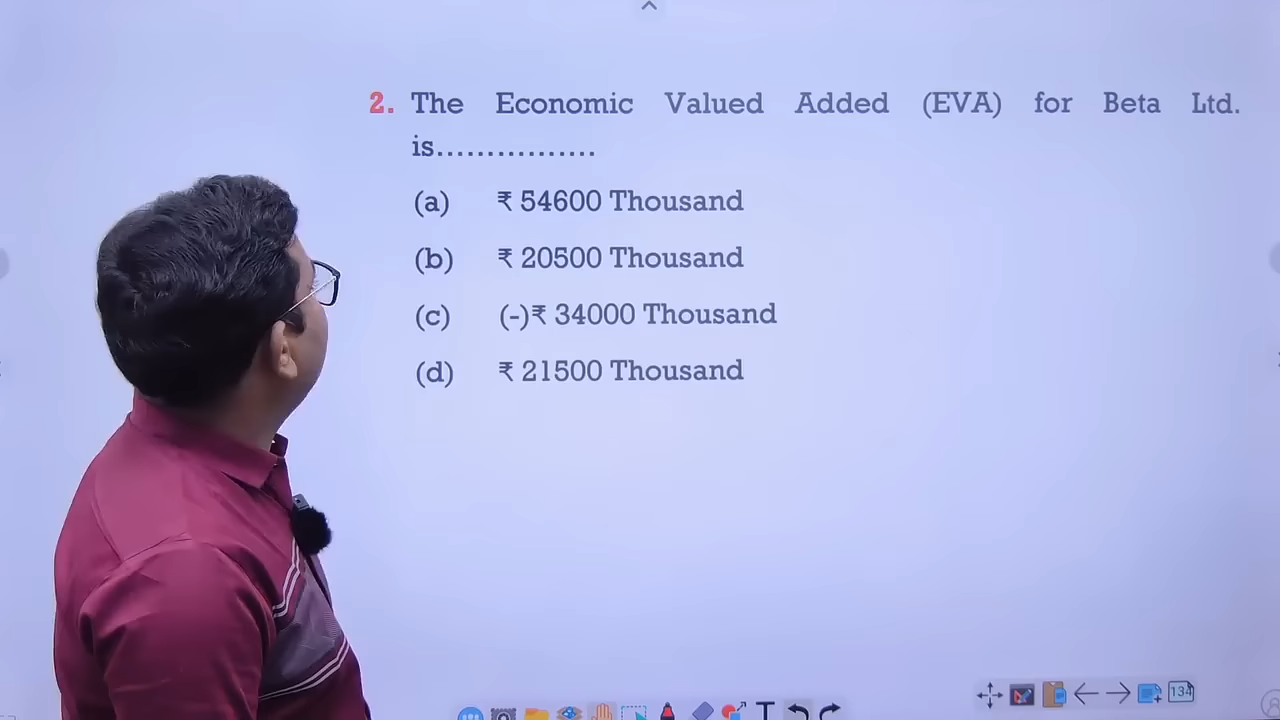 2. The Economic Valued Added (EVA) for Beta Ltd.
is................
(a) ₹ 54600 Thousand
(b) ₹ 20500 Thousand
(c) (-)₹ 34000 Thousand
(d) ₹ 21500 Thousand
134